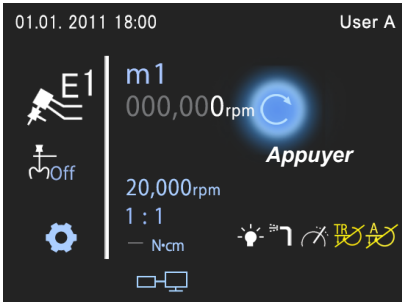 01.01. 2011 18:00 User A
E1
m1
000,000rpm
Appuyer
Off
20,000rpm
1 : 1
— N•cm
TR A